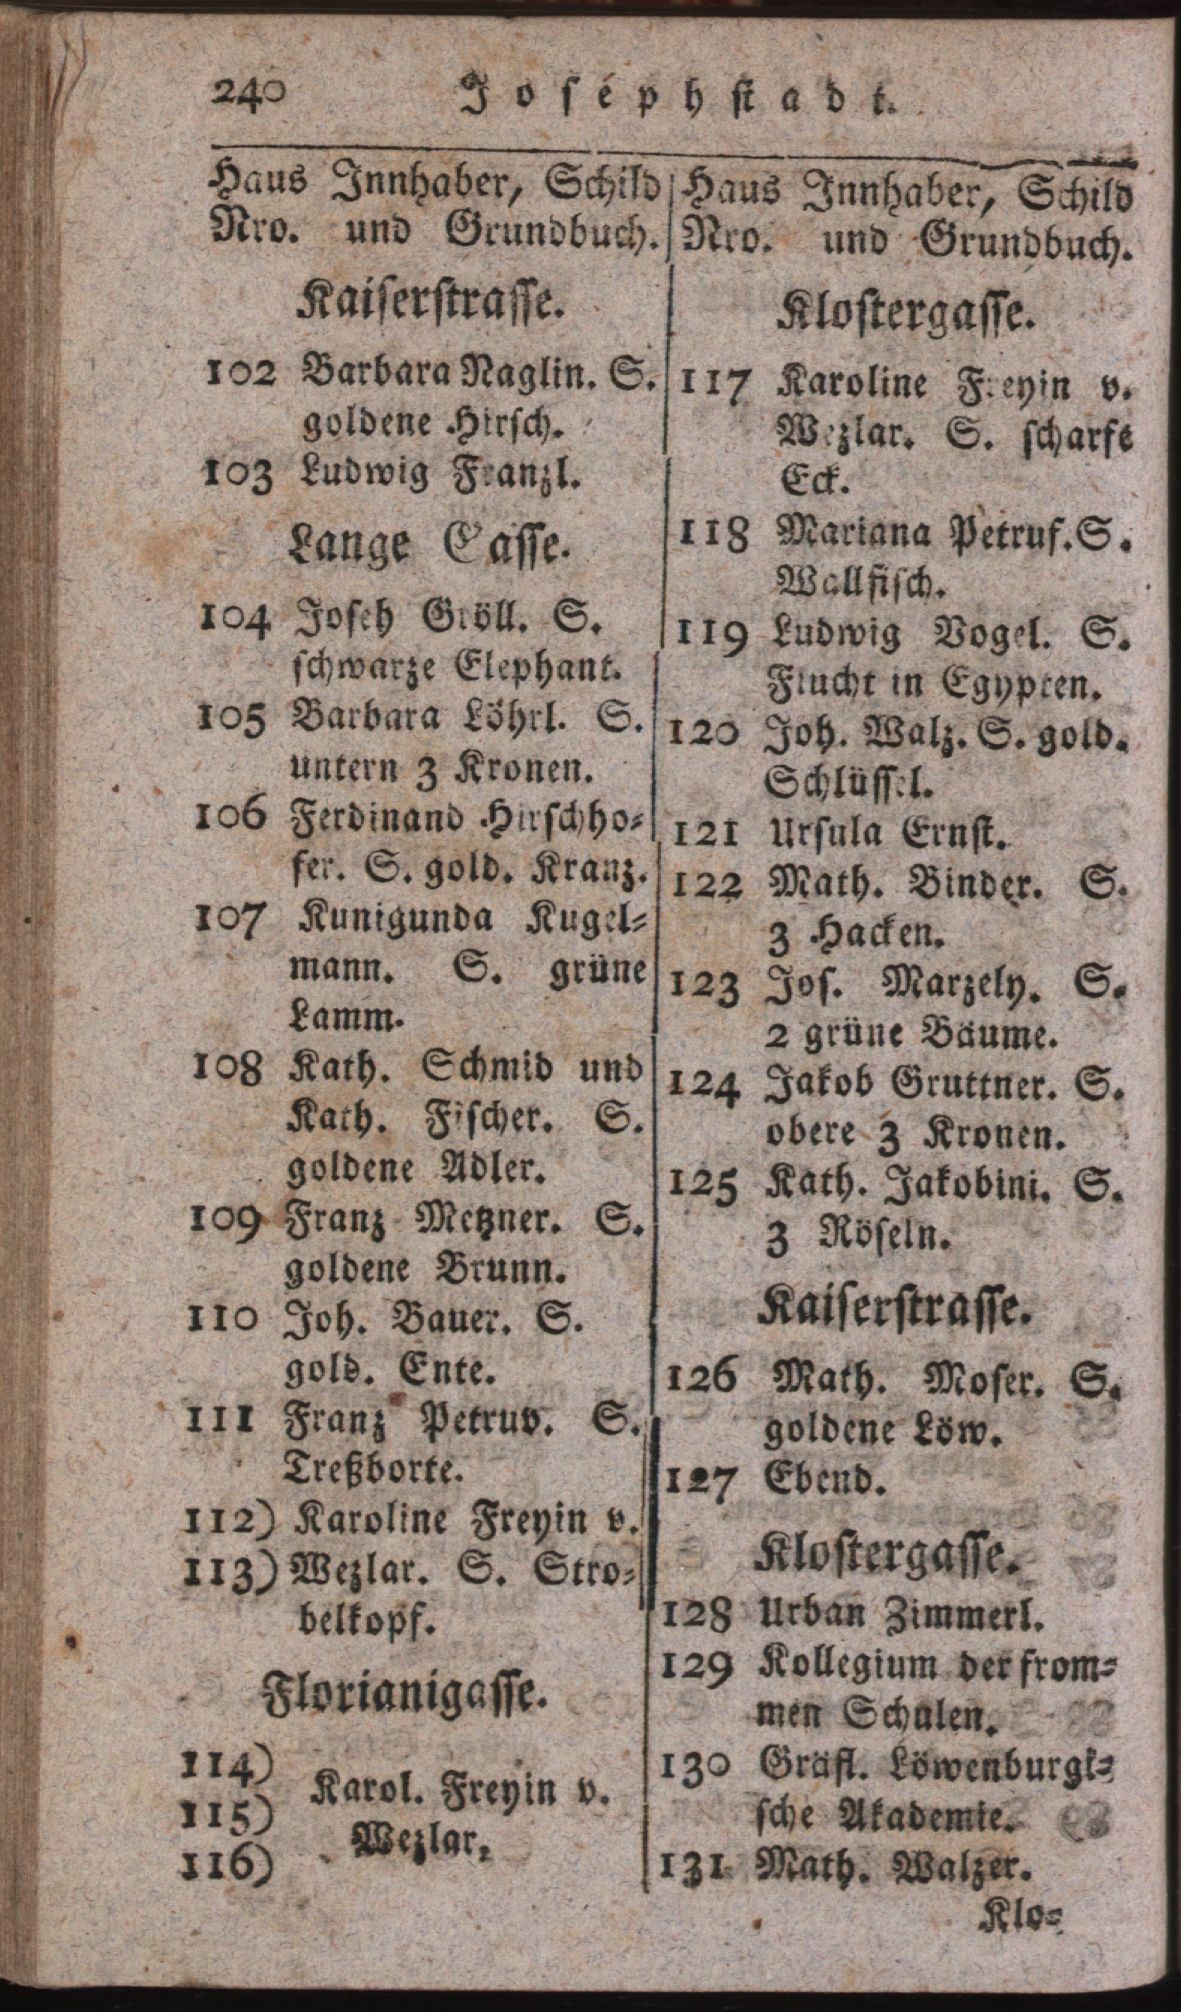 240 Josephstadt.
Haus Innhaber, Schild
Nro. und Grundbuch.
Kaiserstrasse.
102 Barbara Naglin. S.
goldene Hirsch.
103 Ludwig Franzl.
Lange Gasse.
104 Joseh Gröll. S.
schwarze Elephant.
105 Barbara Löhrl. S.
untern 3 Kronen.
106 Ferdinand Hirschho-
fer. S. gold. Kranz.
107 Kunigunda Kugel-
mann. S. grüne
Lamm.
108 Kath. Schmid und
Kath. Fischer. S.
goldene Adler.
109 Franz Metzner. S.
goldene Brunn.
110 Joh. Bauer. S.
gold. Ente.
111 Franz Petruv. S.
Treßborte.
112) Karoline Freyin v.
113) Wezlar. S. Stro-
belkopf.
Florianigasse.
114)
115) Karol. Freyin v.
116) Wezlar,
Haus Innhaber, Schild
Nro. und Grundbuch.
Klostergasse.
117 Karoline Freyin v.
Wezlar. S. scharfe
Eck.
118 Mariana Petruf. S.
Wallfisch.
119 Ludwig Vogel. S.
Flucht in Egypten.
120 Joh. Walz. S. gold.
Schlüssel.
121 Ursula Ernst.
122 Math. Binder. S.
3 Hacken.
123 Jos. Marzely. S.
2 grüne Bäume.
124 Jakob Gruttner. S.
obere 3 Kronen.
125 Kath. Jakobini. S.
3 Röseln.
Kaiserstrasse.
126 Math. Moser. S.
goldene Löw.
127 Ebend.
Klostergasse.
128 Urban Zimmerl.
129 Kollegium der from-
men Schulen.
130 Gräfl. Löwenburgi-
sche Akademie.
131 Math. Walzer.
Klo-